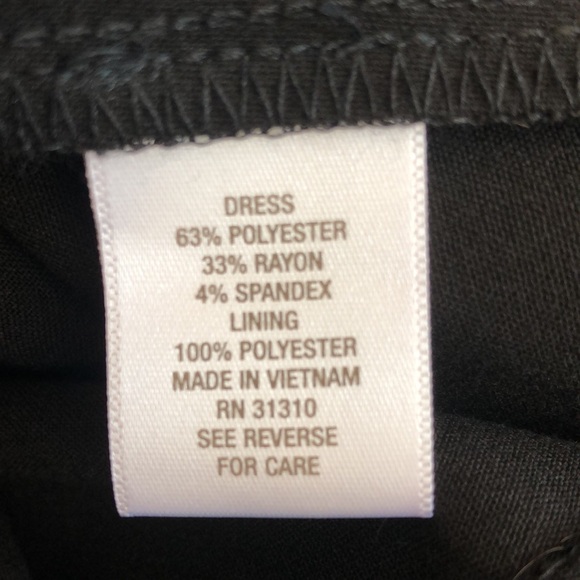 DRESS
63% POLYESTER
33% RAYON
4% SPANDEX
LINING
100% POLYESTER
MADE IN VIETNAM
RN 31310
SEE REVERSE
FOR CARE